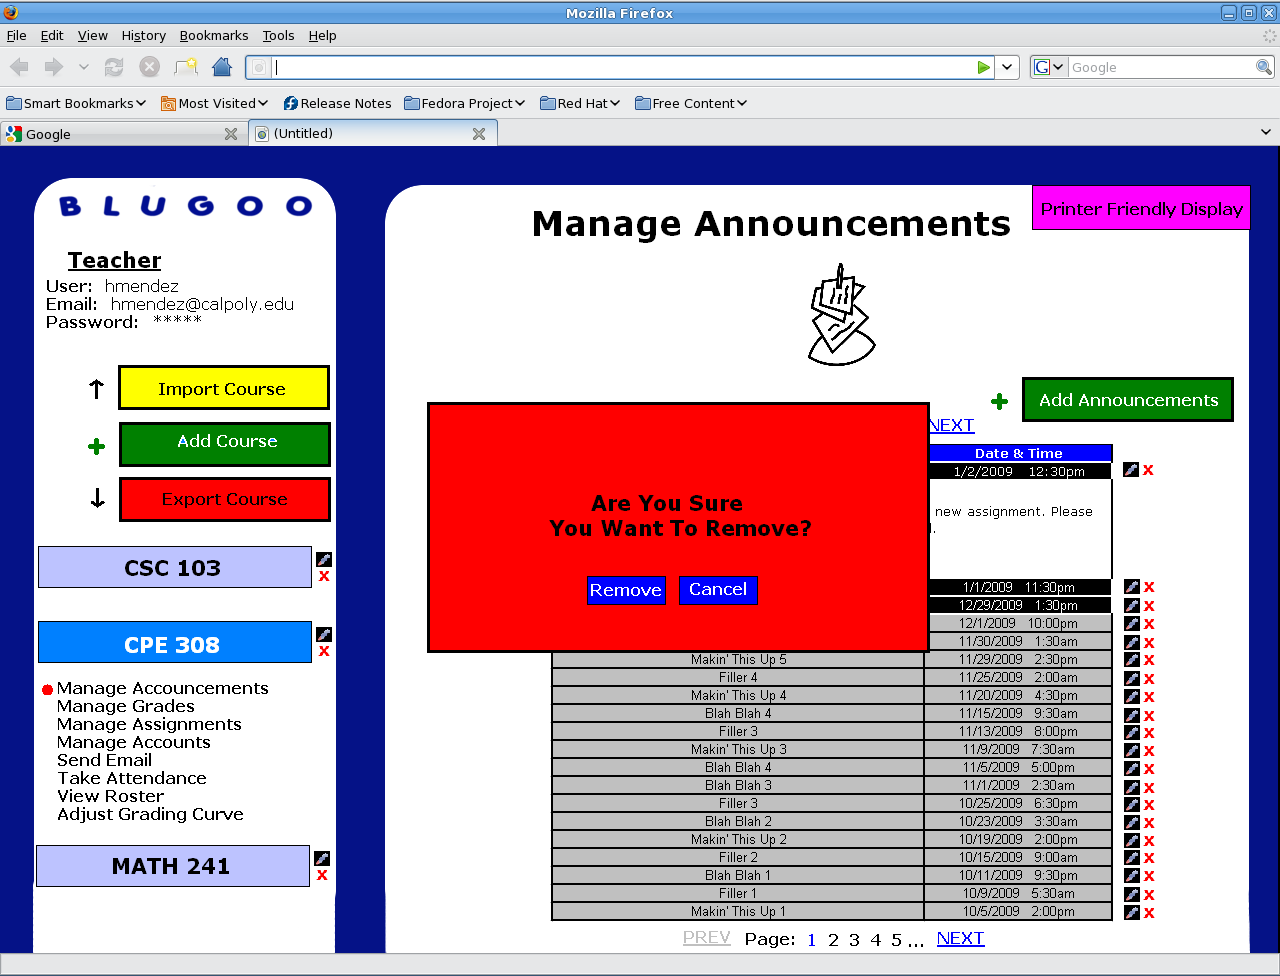 Mozilla Firefox
File Edit View History Bookmarks Tools Help
G Google
Smart Bookmarks Most Visited Release Notes Fedora Project Red Hat Free Content
Google (Untitled)
BLUGOO
Teacher
User: hmendez
Email: hmendez@calpoly.edu
Password: *****
↑ Import Course
+ Add Course
↓ Export Course
CSC 103
X
CPE 308
X
Manage Accouncements
Manage Grades
Manage Assignments
Manage Accounts
Send Email
Take Attendance
View Roster
Adjust Grading Curve
MATH 241
X
Manage Announcements
Printer Friendly Display
+ Add Announcements
NEXT
Date & Time
1/2/2009 12:30pm X
new assignment. Please
Are You Sure
You Want To Remove?
Remove Cancel
1/1/2009 11:30pm X
12/29/2009 1:30pm X
12/1/2009 10:00pm X
11/30/2009 1:30am X
Makin' This Up 5 11/29/2009 2:30pm X
Filler 4 11/25/2009 2:00am X
Makin' This Up 4 11/20/2009 4:30pm X
Blah Blah 4 11/15/2009 9:30am X
Filler 3 11/13/2009 8:00pm X
Makin' This Up 3 11/9/2009 7:30am X
Blah Blah 4 11/5/2009 5:00pm X
Blah Blah 3 11/1/2009 2:30am X
Filler 3 10/25/2009 6:30pm X
Blah Blah 2 10/23/2009 3:30am X
Makin' This Up 2 10/19/2009 2:00pm X
Filler 2 10/15/2009 9:00am X
Blah Blah 1 10/11/2009 9:30pm X
Filler 1 10/9/2009 5:30am X
Makin' This Up 1 10/5/2009 2:00pm X
PREV Page: 1 2 3 4 5 ... NEXT